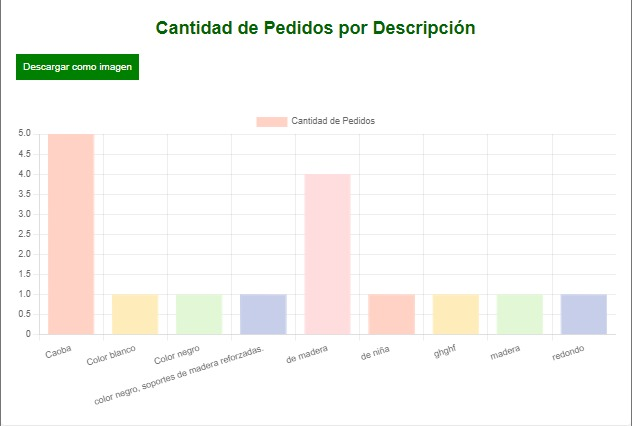 Cantidad de Pedidos por Descripción
Descargar como imagen
Cantidad de Pedidos
5.0
4.5
4.0
3.5
3.0
2.5
2.0
1.5
1.0
0.5
0
Caoba
Color blanco
Color negro
color negro, soportes de madera reforzadas.
de madera
de niña
ghghf
madera
redondo